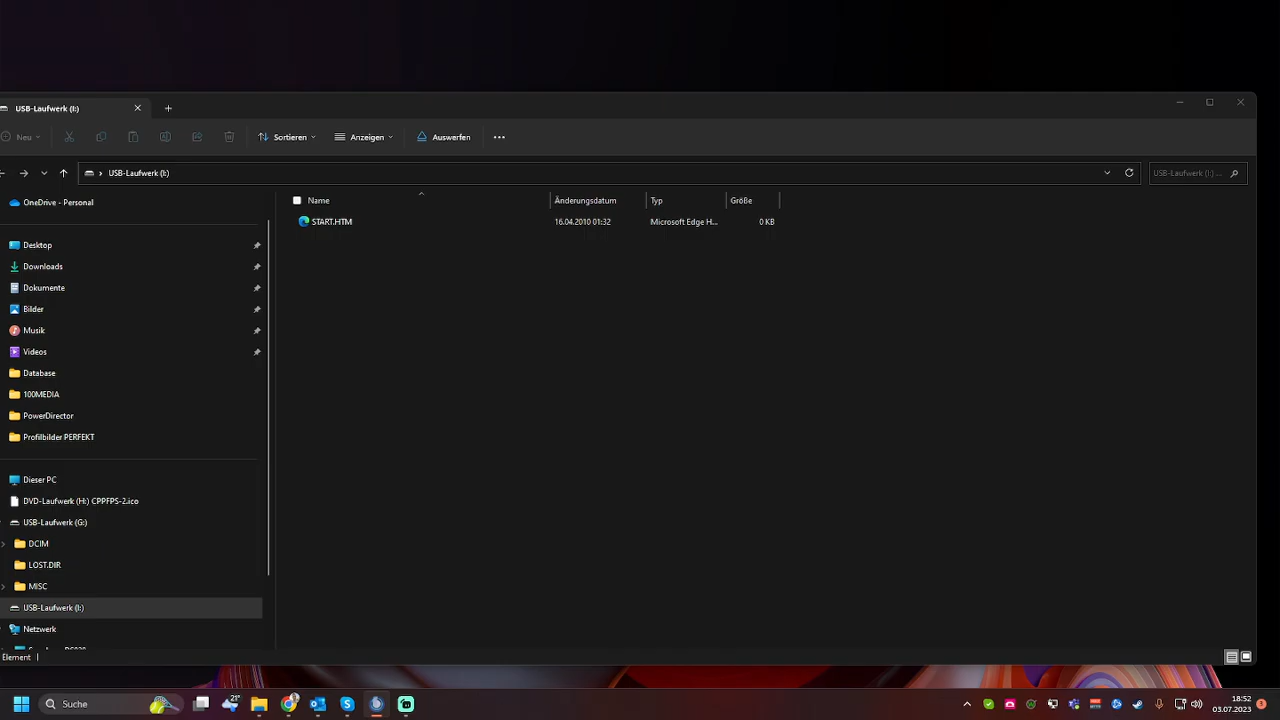 USB-Laufwerk (I:)
Neu
Sortieren
Anzeigen
Auswerfen
USB-Laufwerk (I:)
USB-Laufwerk (I:) ...
OneDrive - Personal
Name
Änderungsdatum
Typ
Größe
START.HTM
16.04.2010 01:32
Microsoft Edge H...
0 KB
Desktop
Downloads
Dokumente
Bilder
Musik
Videos
Database
100MEDIA
PowerDirector
Profilbilder PERFEKT
Dieser PC
DVD-Laufwerk (H:) CPPFPS-2.ico
USB-Laufwerk (G:)
DCIM
LOST.DIR
MISC
USB-Laufwerk (I:)
Netzwerk
Element
Suche
21°
18:52
03.07.2023